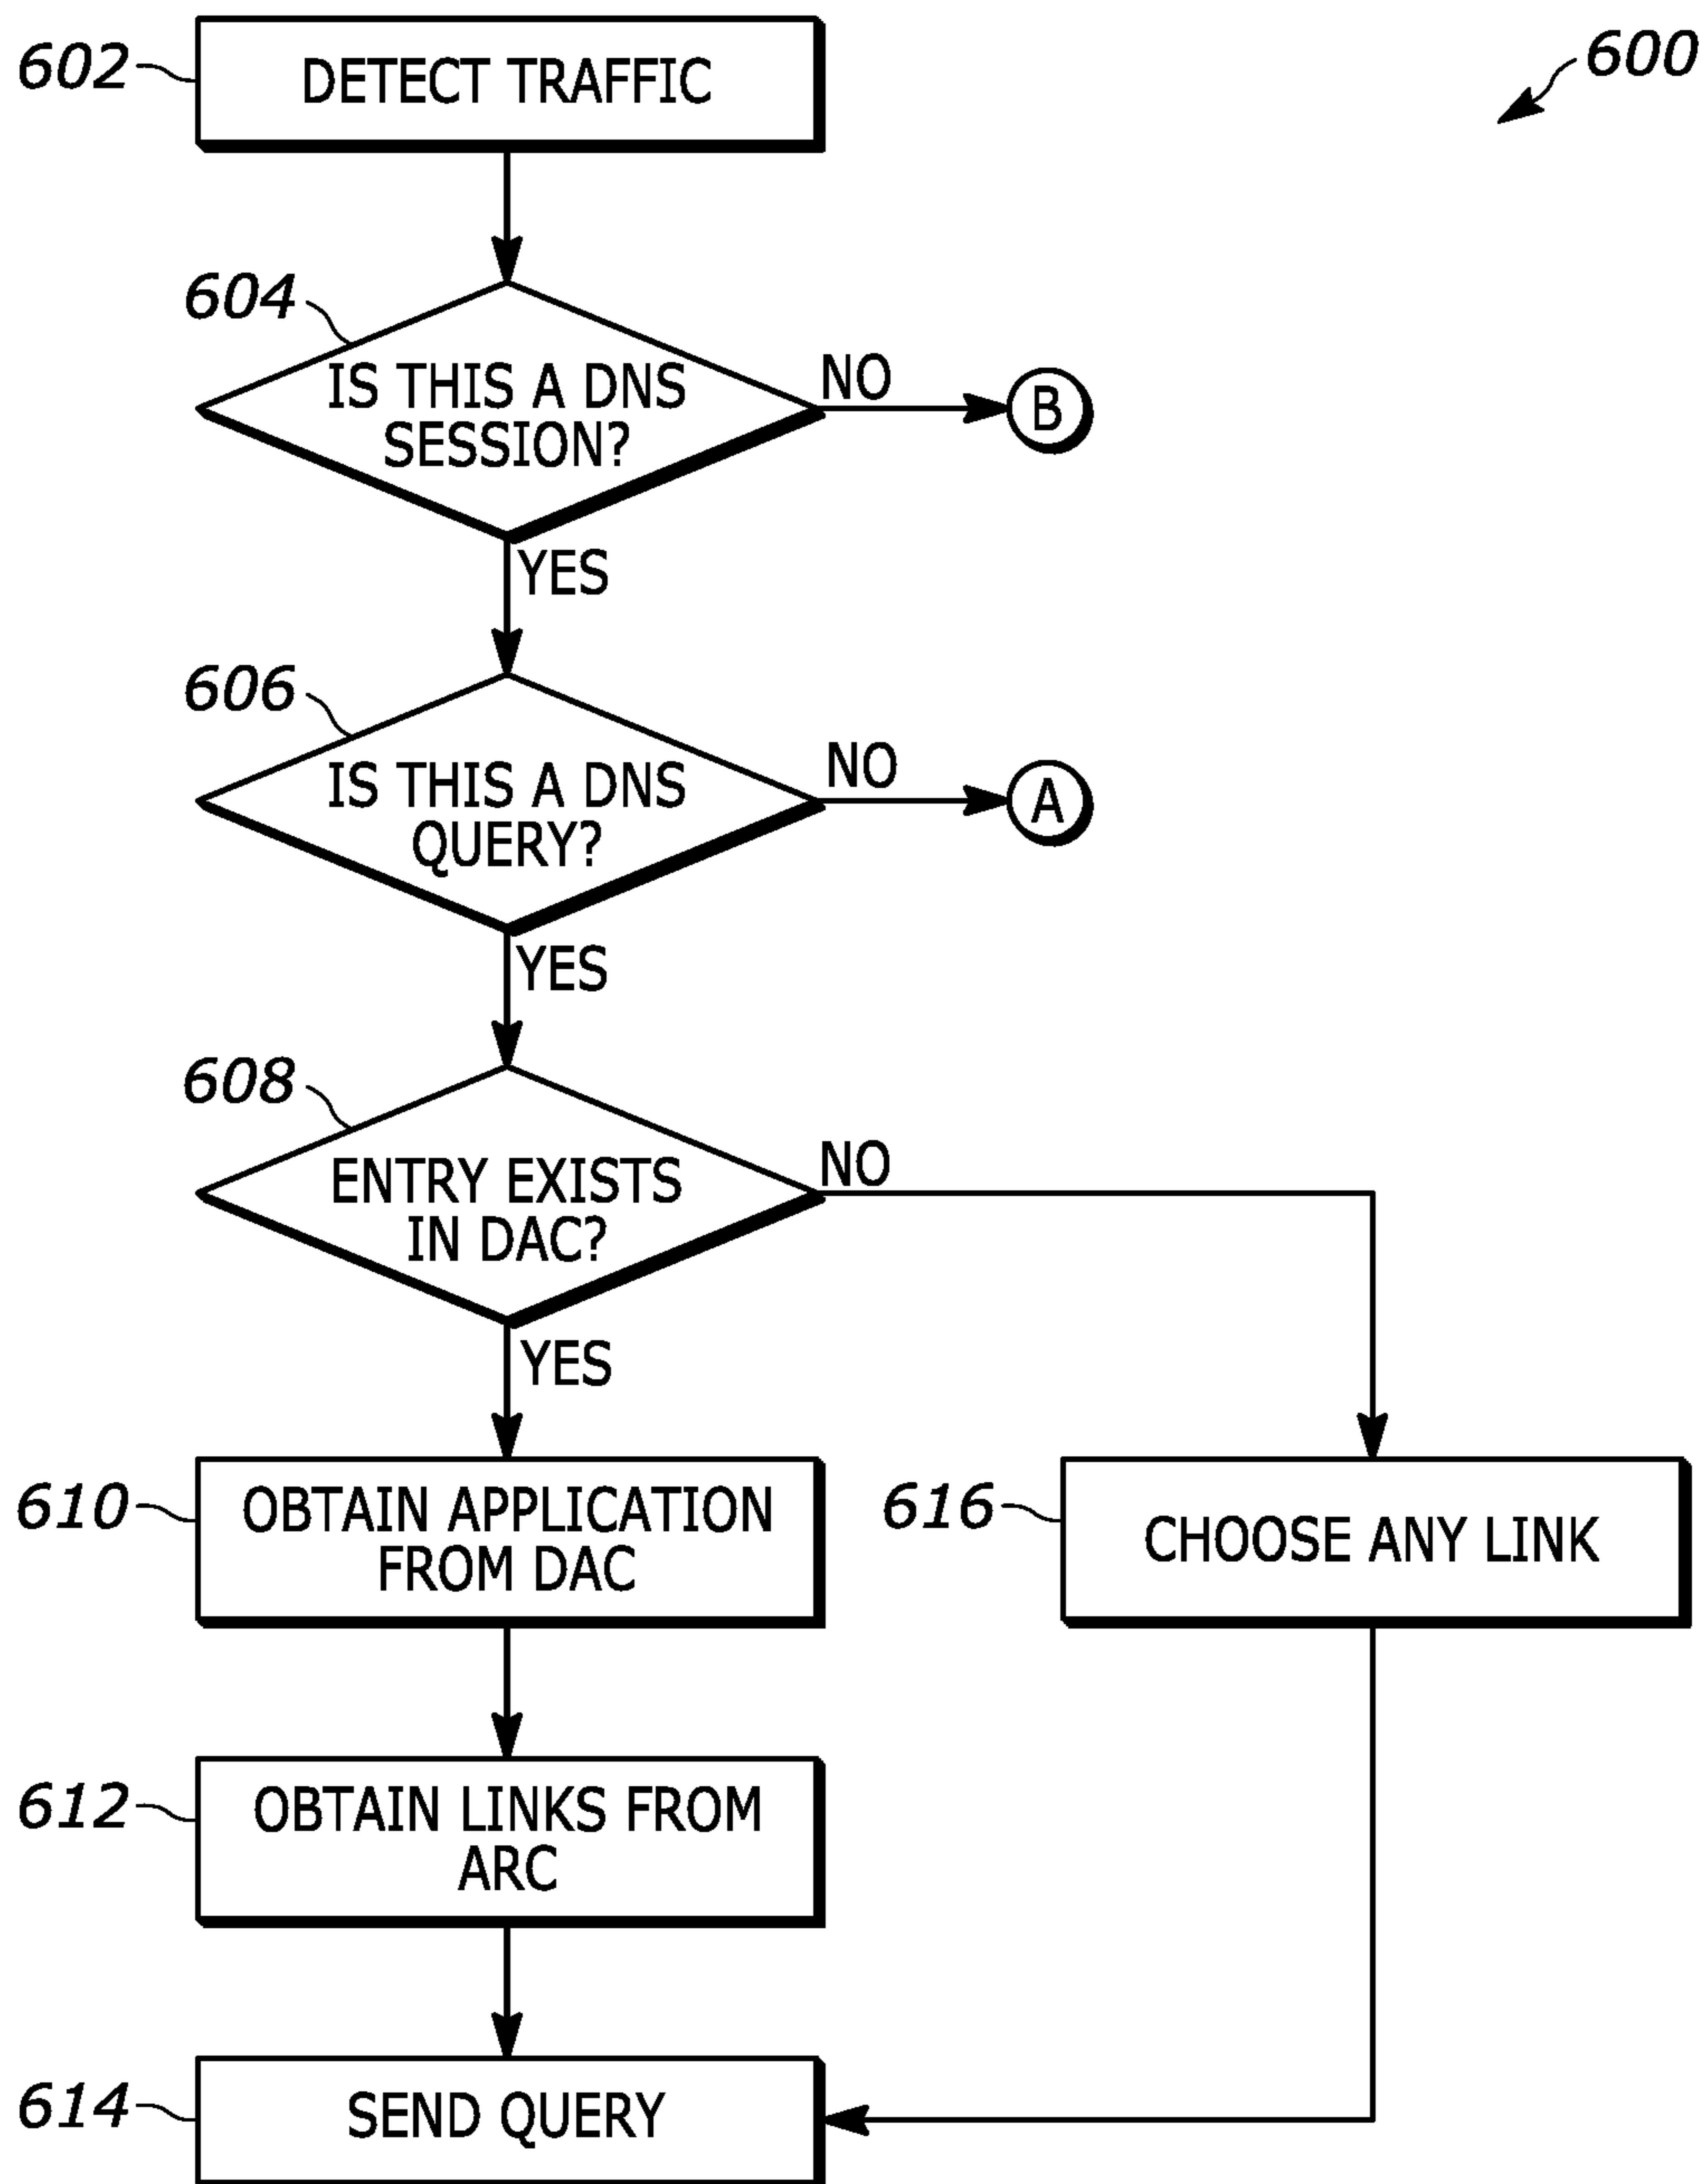 602
DETECT TRAFFIC
600
604
IS THIS A DNS
SESSION?
NO
B
YES
606
IS THIS A DNS
QUERY?
NO
A
YES
608
ENTRY EXISTS
IN DAC?
NO
YES
610
OBTAIN APPLICATION
FROM DAC
616
CHOOSE ANY LINK
612
OBTAIN LINKS FROM
ARC
614
SEND QUERY